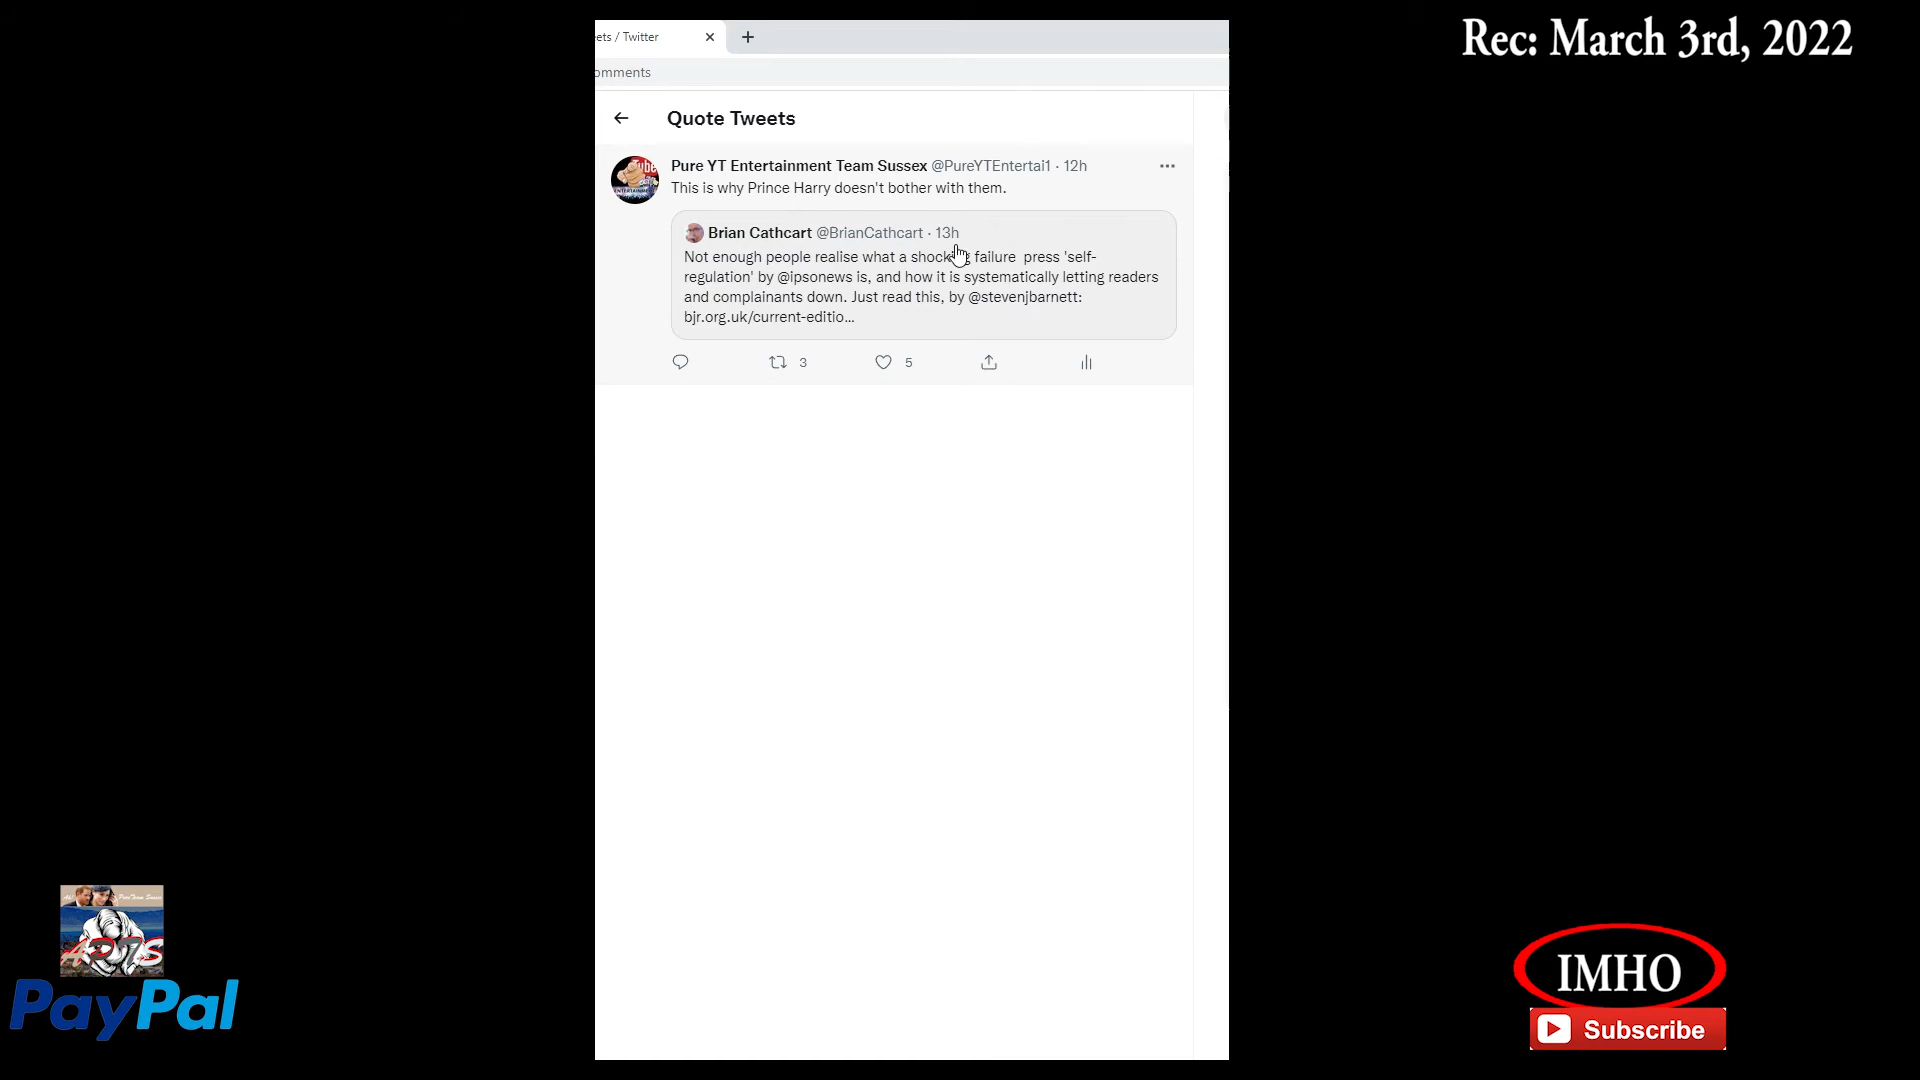 Rec: March 3rd, 2022
ets / Twitter
omments
Quote Tweets
Pure YT Entertainment Team Sussex @PureYTEntertai1 · 12h
This is why Prince Harry doesn't bother with them.
Brian Cathcart @BrianCathcart · 13h
Not enough people realise what a shocking failure press 'self-
regulation' by @ipsonews is, and how it is systematically letting readers
and complainants down. Just read this, by @stevenjbarnett:
bjr.org.uk/current-editio...
3
5
PayPal
IMHO
Subscribe